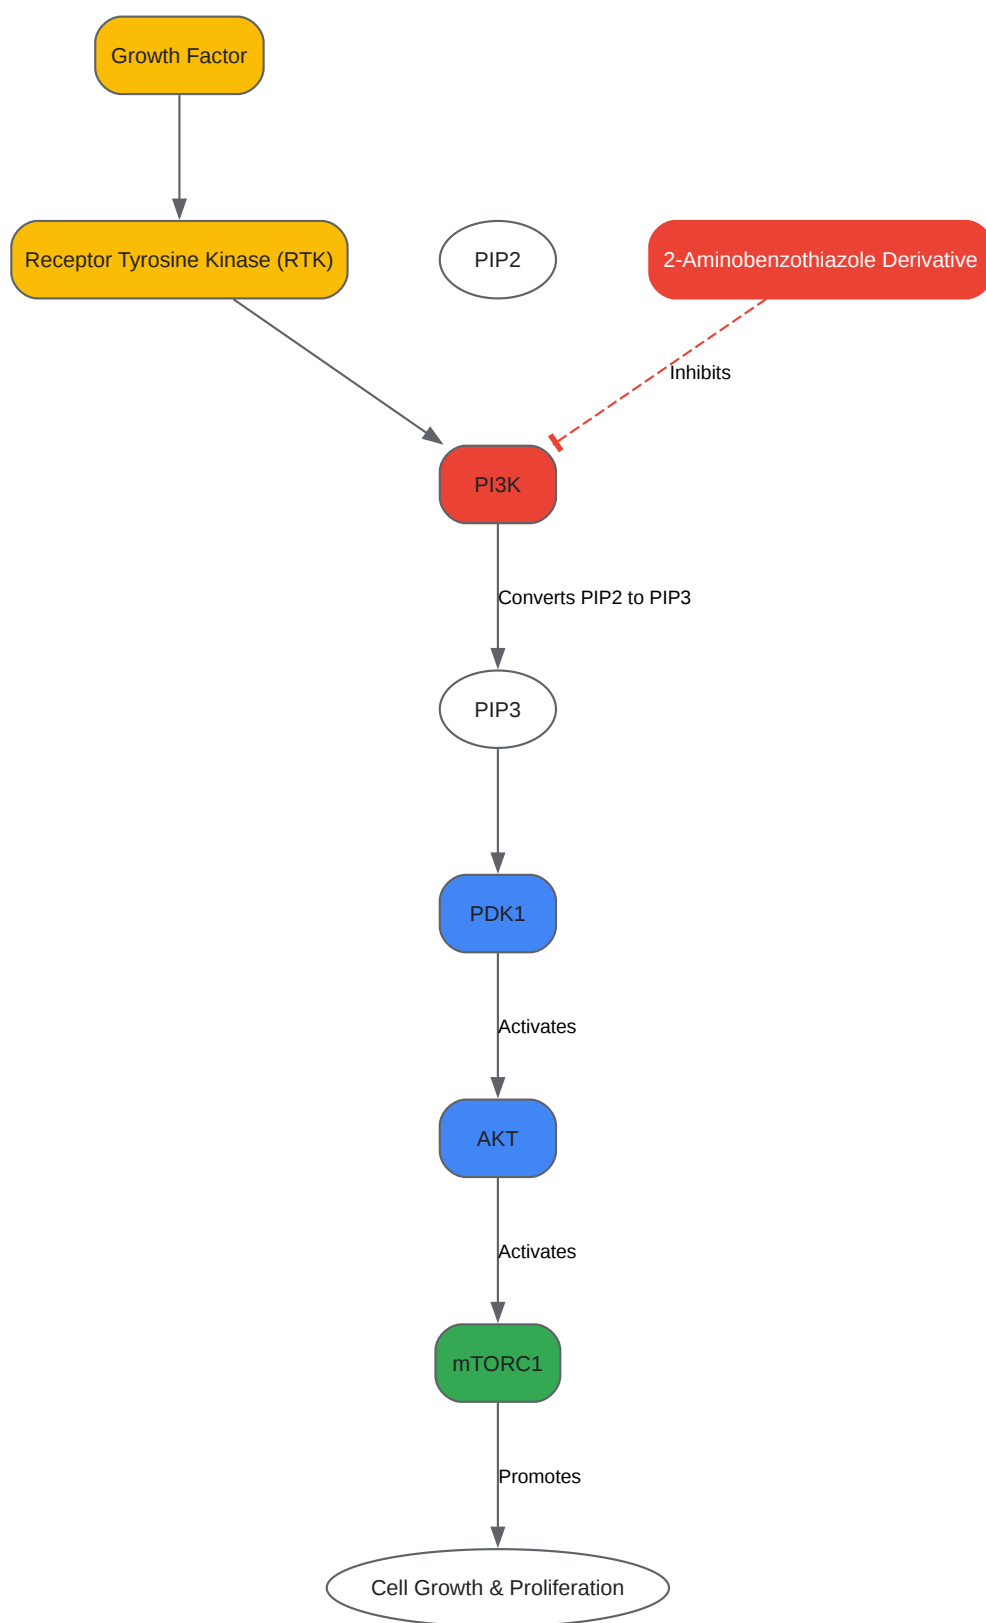 Growth Factor
Receptor Tyrosine Kinase (RTK)
PIP2
2-Aminobenzothiazole Derivative
Inhibits
PI3K
Converts PIP2 to PIP3
PIP3
PDK1
Activates
AKT
Activates
mTORC1
Promotes
Cell Growth & Proliferation